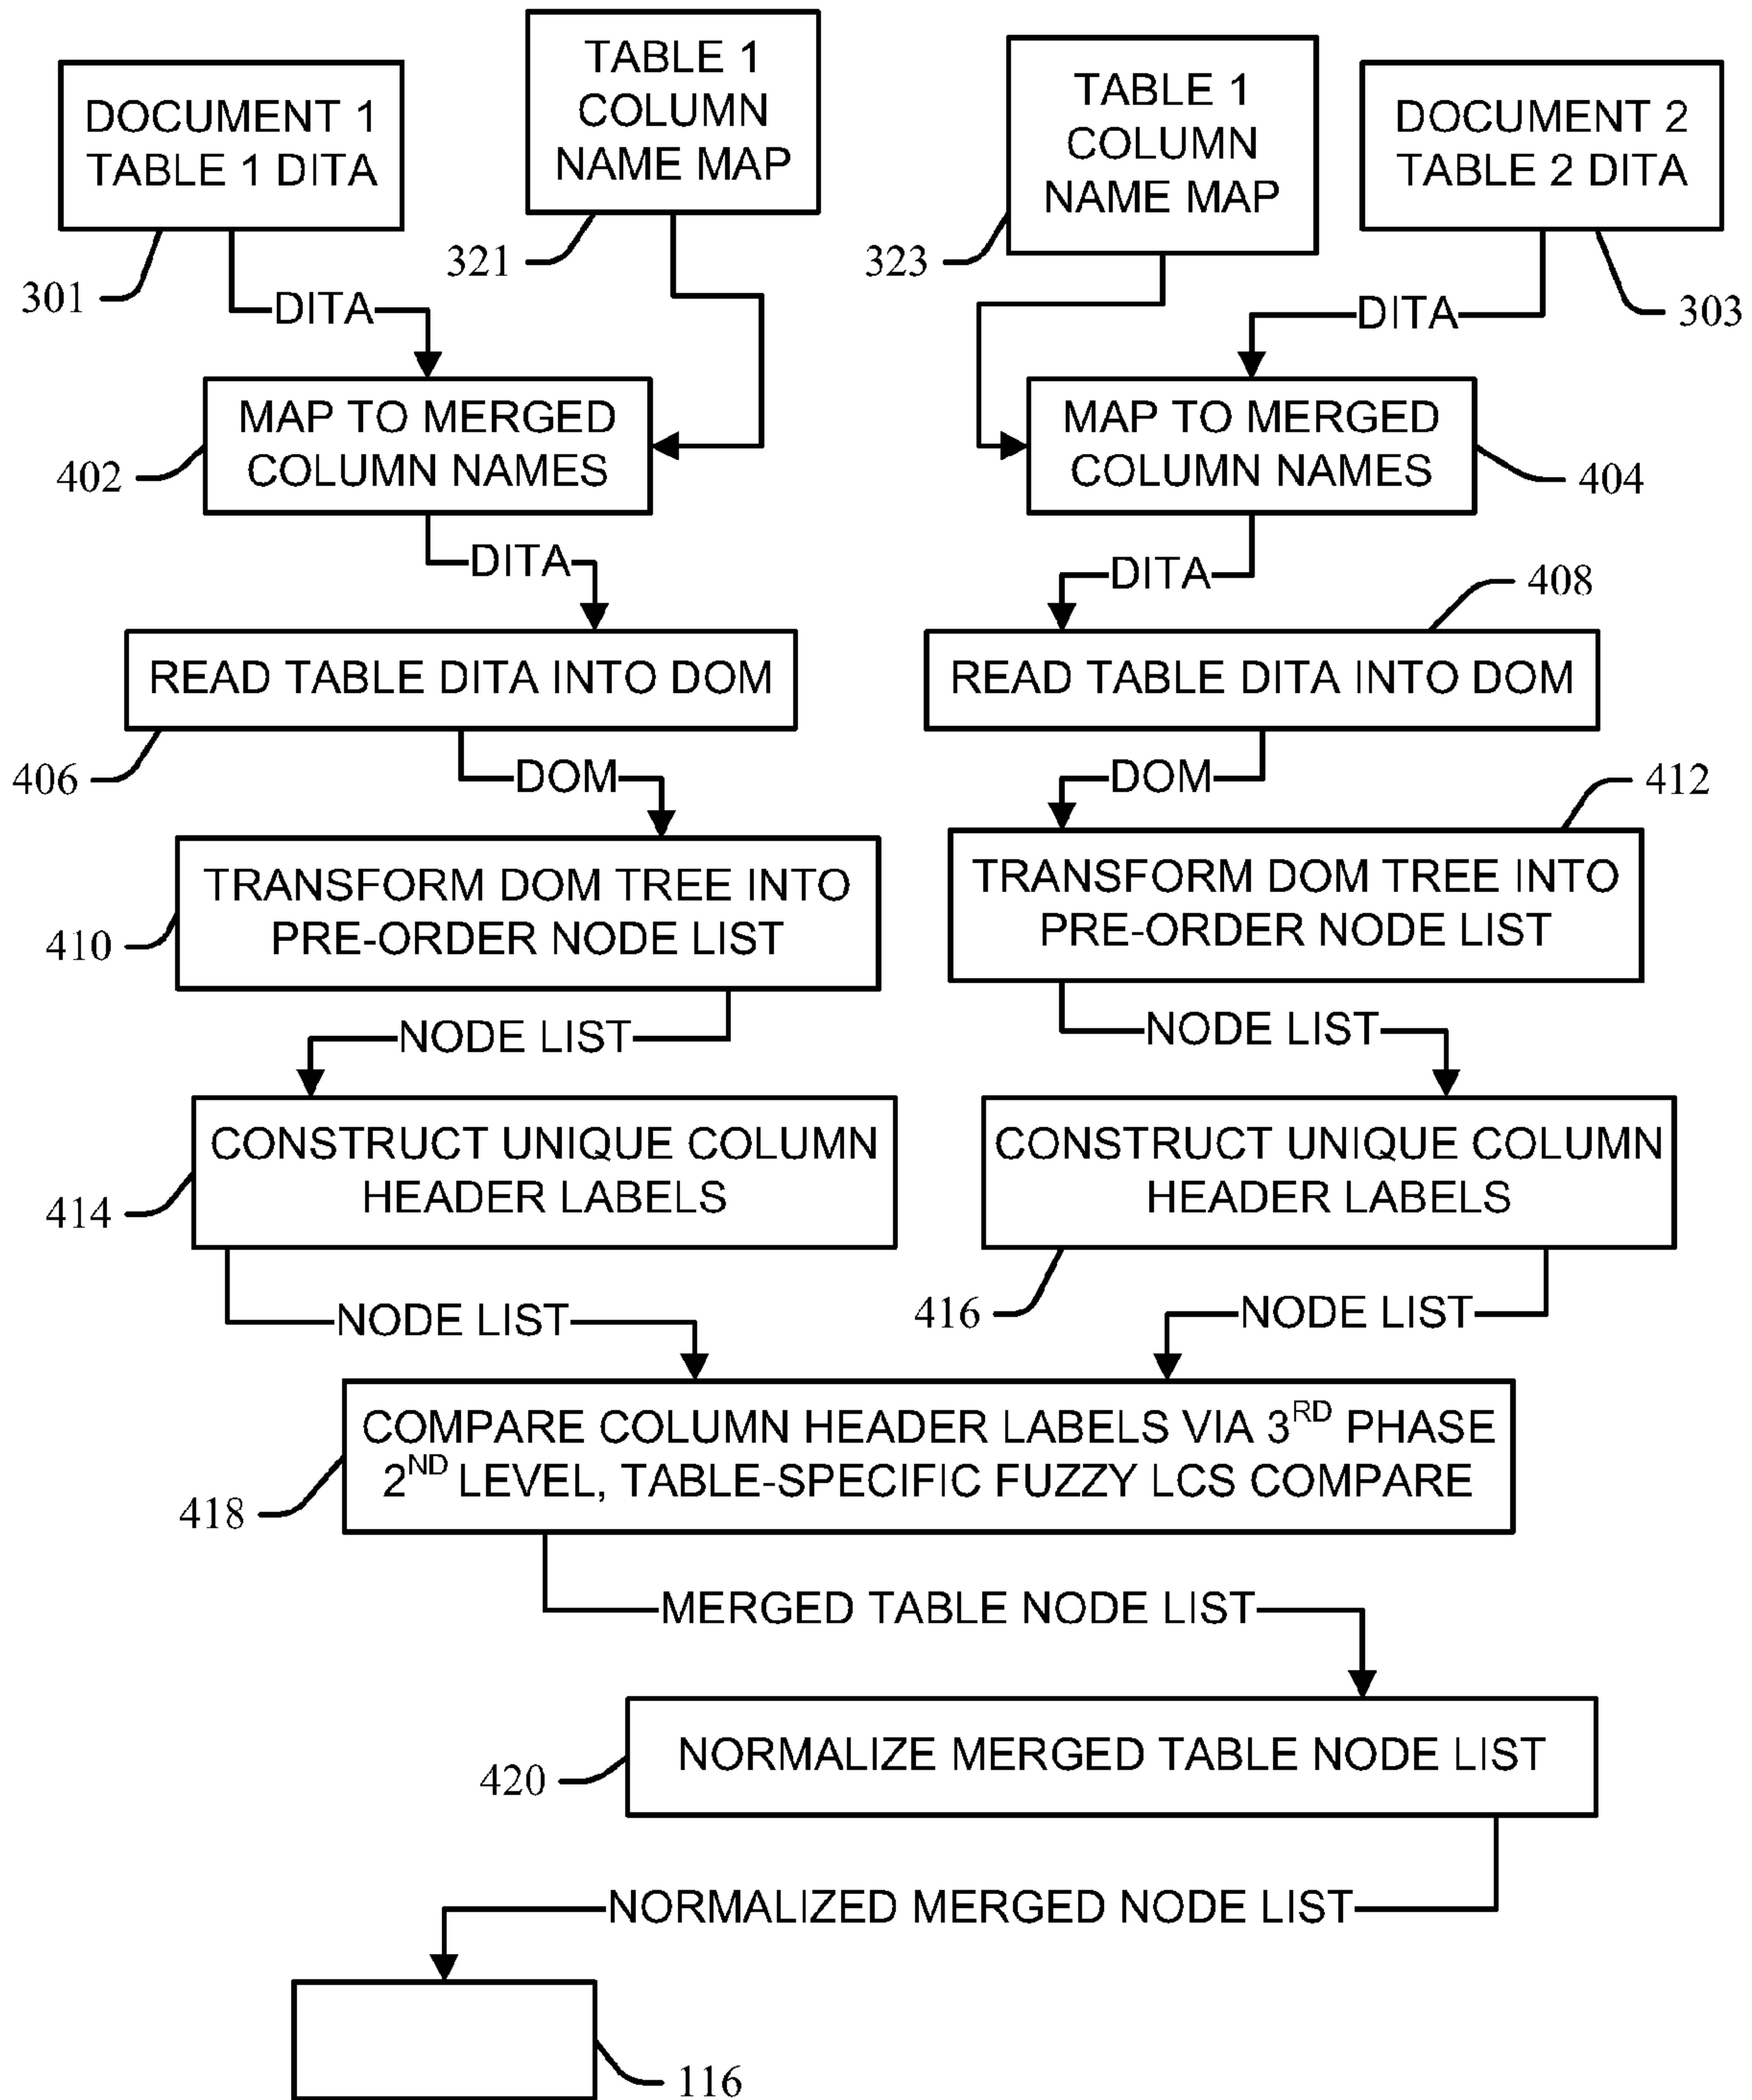 DOCUMENT 1
TABLE 1 DITA
TABLE 1
COLUMN
NAME MAP
TABLE 1
COLUMN
NAME MAP
DOCUMENT 2
TABLE 2 DITA
301
321
323
303
DITA
DITA
MAP TO MERGED
COLUMN NAMES
402
MAP TO MERGED
COLUMN NAMES
404
DITA
DITA
408
READ TABLE DITA INTO DOM
READ TABLE DITA INTO DOM
406
DOM
DOM
412
TRANSFORM DOM TREE INTO
PRE-ORDER NODE LIST
410
TRANSFORM DOM TREE INTO
PRE-ORDER NODE LIST
NODE LIST
NODE LIST
CONSTRUCT UNIQUE COLUMN
HEADER LABELS
414
CONSTRUCT UNIQUE COLUMN
HEADER LABELS
416
NODE LIST
NODE LIST
COMPARE COLUMN HEADER LABELS VIA 3RD PHASE
2ND LEVEL, TABLE-SPECIFIC FUZZY LCS COMPARE
418
MERGED TABLE NODE LIST
NORMALIZE MERGED TABLE NODE LIST
420
NORMALIZED MERGED NODE LIST
116